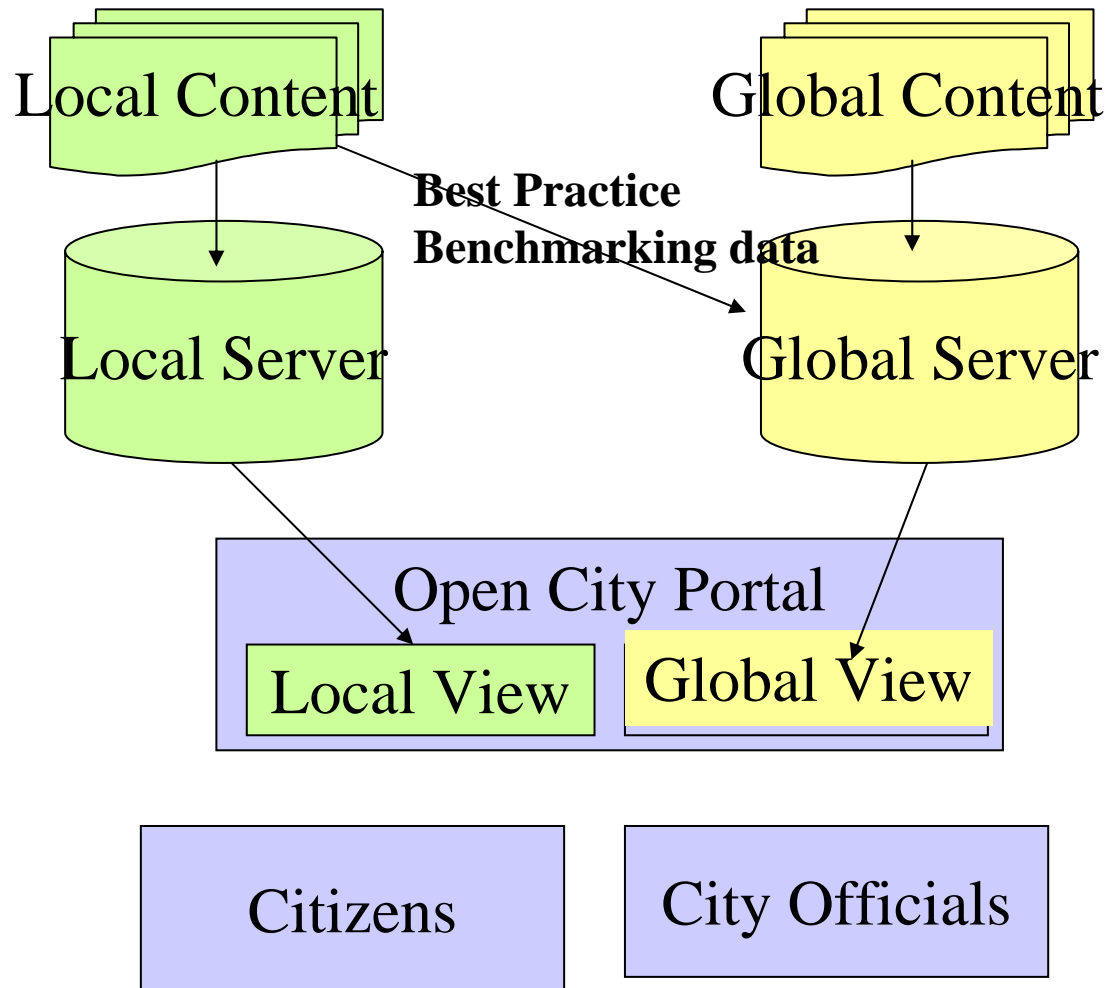 Local Content
Global Content
Best Practice
Benchmarking data
Local Server
Global Server
Open City Portal
Local View
Global View
Citizens
City Officials